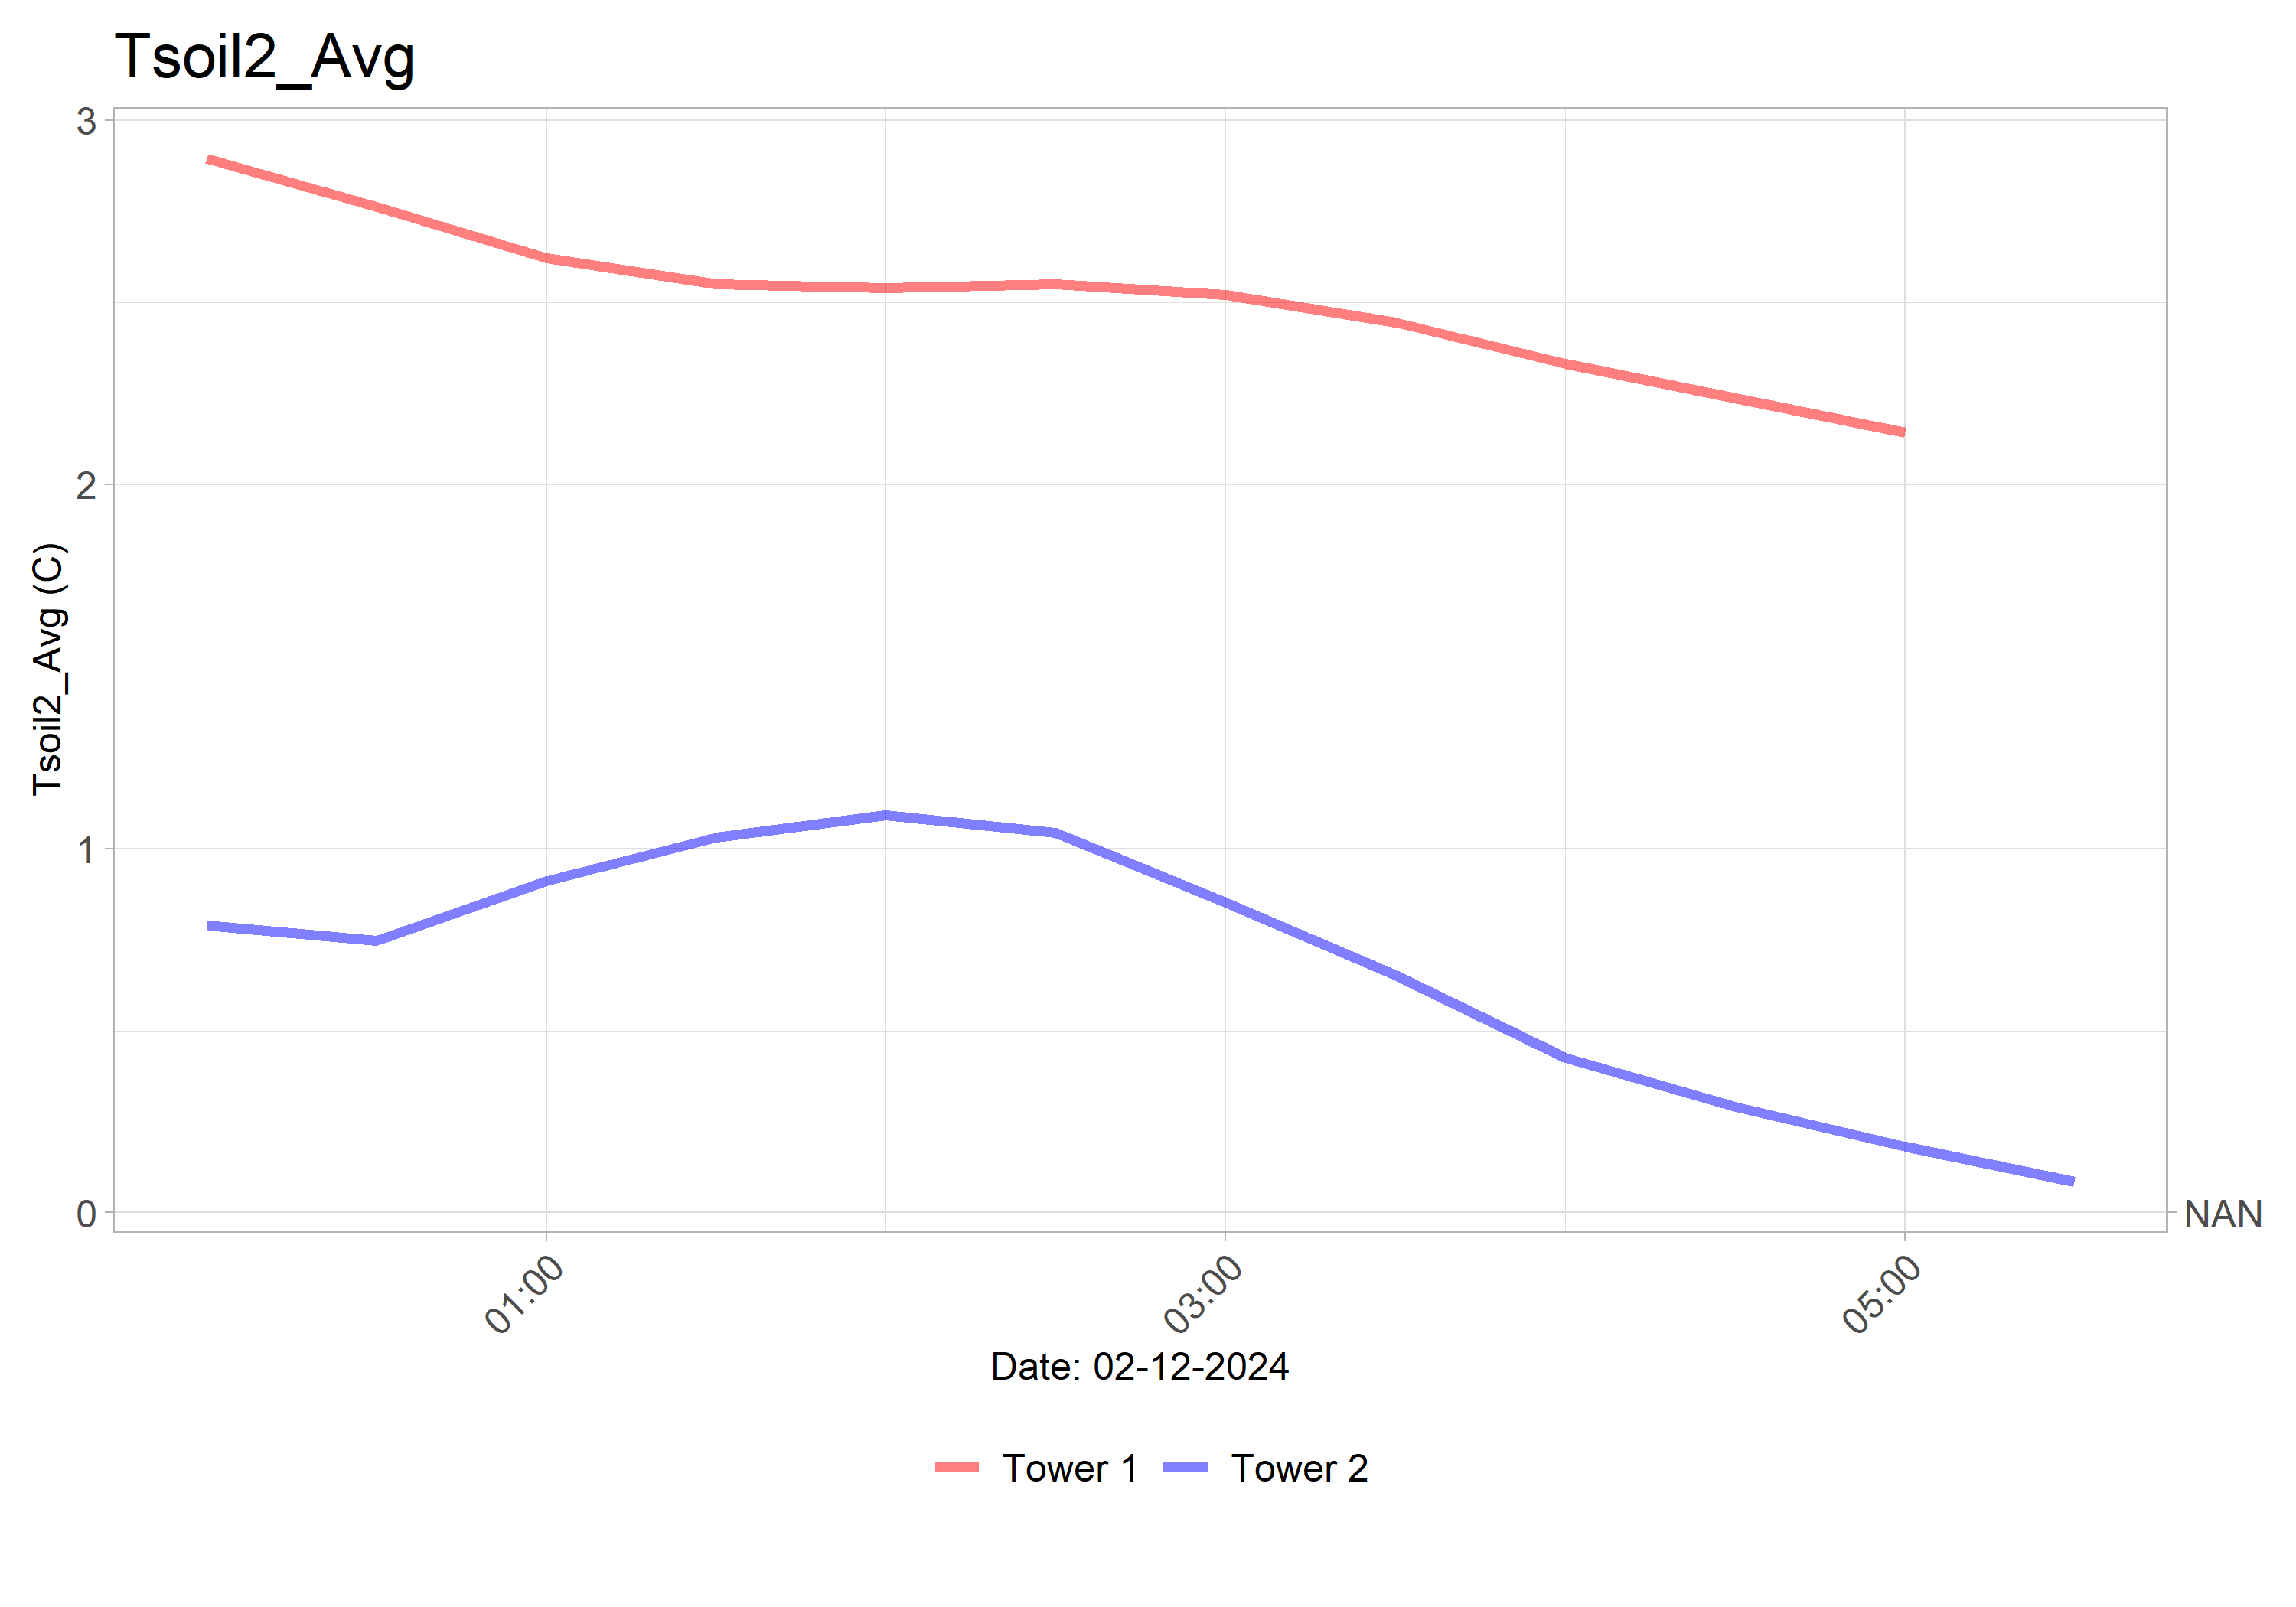 Tsoil2_Avg
Tsoil2_Avg (C)
3
2
1
0
NAN
01:00
03:00
05:00
Date: 02-12-2024
Tower 1
Tower 2